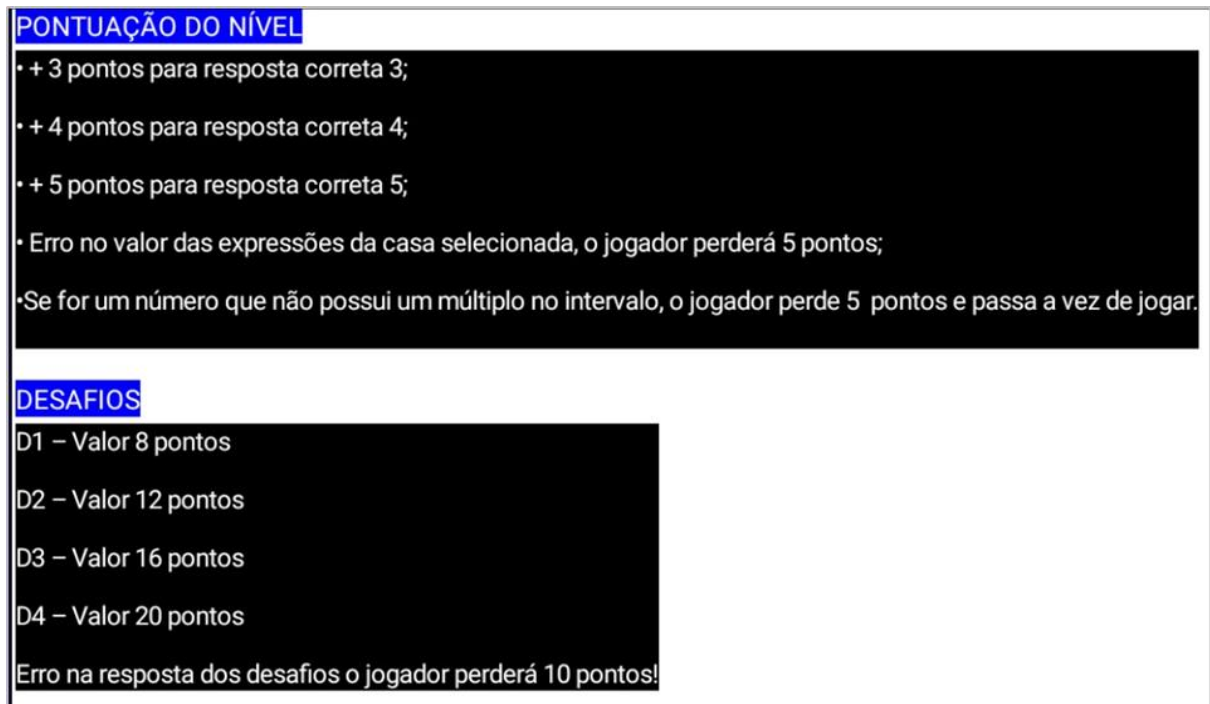 PONTUAÇÃO DO NÍVEL
• + 3 pontos para resposta correta 3;
• + 4 pontos para resposta correta 4;
• + 5 pontos para resposta correta 5;
• Erro no valor das expressões da casa selecionada, o jogador perderá 5 pontos;
•Se for um número que não possui um múltiplo no intervalo, o jogador perde 5  pontos e passa a vez de jogar.
DESAFIOS
D1 – Valor 8 pontos
D2 – Valor 12 pontos
D3 – Valor 16 pontos
D4 – Valor 20 pontos
Erro na resposta dos desafios o jogador perderá 10 pontos!